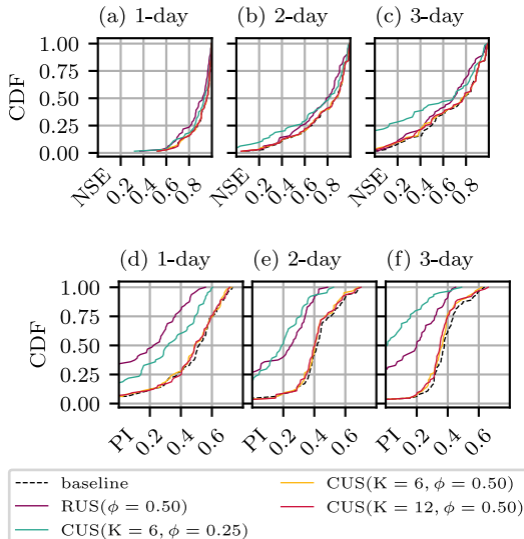 (a) 1-day (b) 2-day (c) 3-day
CDF
1.00
0.75
0.50
0.25
0.00
NSE 0.2 0.4 0.6 0.8 NSE 0.2 0.4 0.6 0.8 NSE 0.2 0.4 0.6 0.8
(d) 1-day (e) 2-day (f) 3-day
CDF
1.00
0.75
0.50
0.25
0.00
PI 0.2 0.4 0.6 PI 0.2 0.4 0.6 PI 0.2 0.4 0.6
baseline
RUS(ϕ = 0.50)
CUS(K = 6, ϕ = 0.25)
CUS(K = 6, ϕ = 0.50)
CUS(K = 12, ϕ = 0.50)